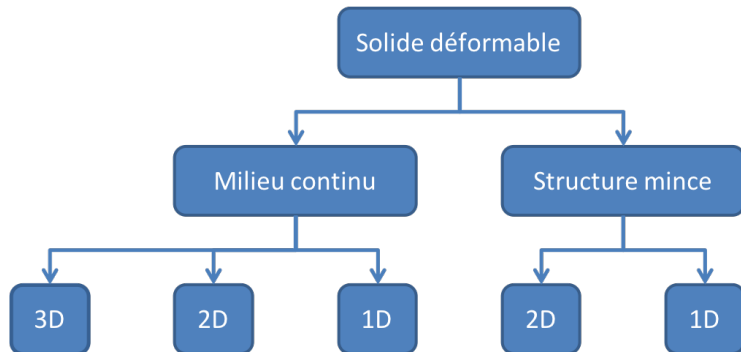 Solide déformable
Milieu continu
Structure mince
3D
2D
1D
2D
1D